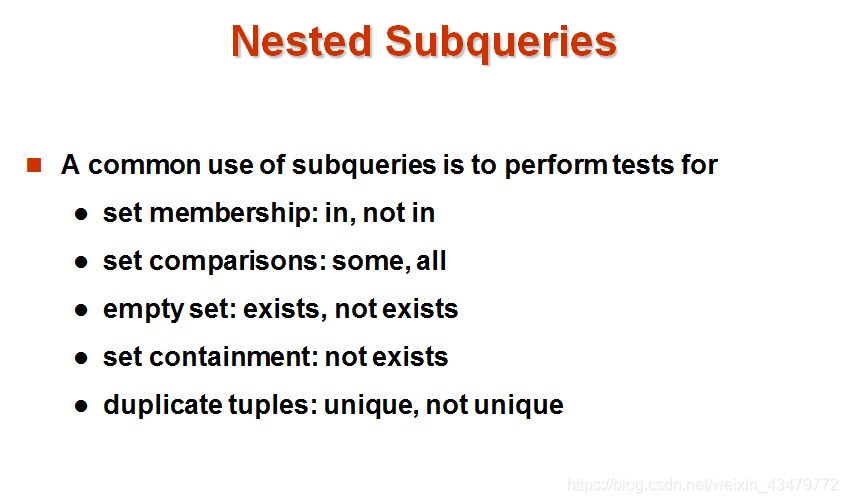 Nested Subqueries
A common use of subqueries is to perform tests for
set membership: in, not in
set comparisons: some, all
empty set: exists, not exists
set containment: not exists
duplicate tuples: unique, not unique
https://blog.csdn.net/weixin_43479772